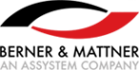 BERNER & MATTNER
AN ASSYSTEM COMPANY